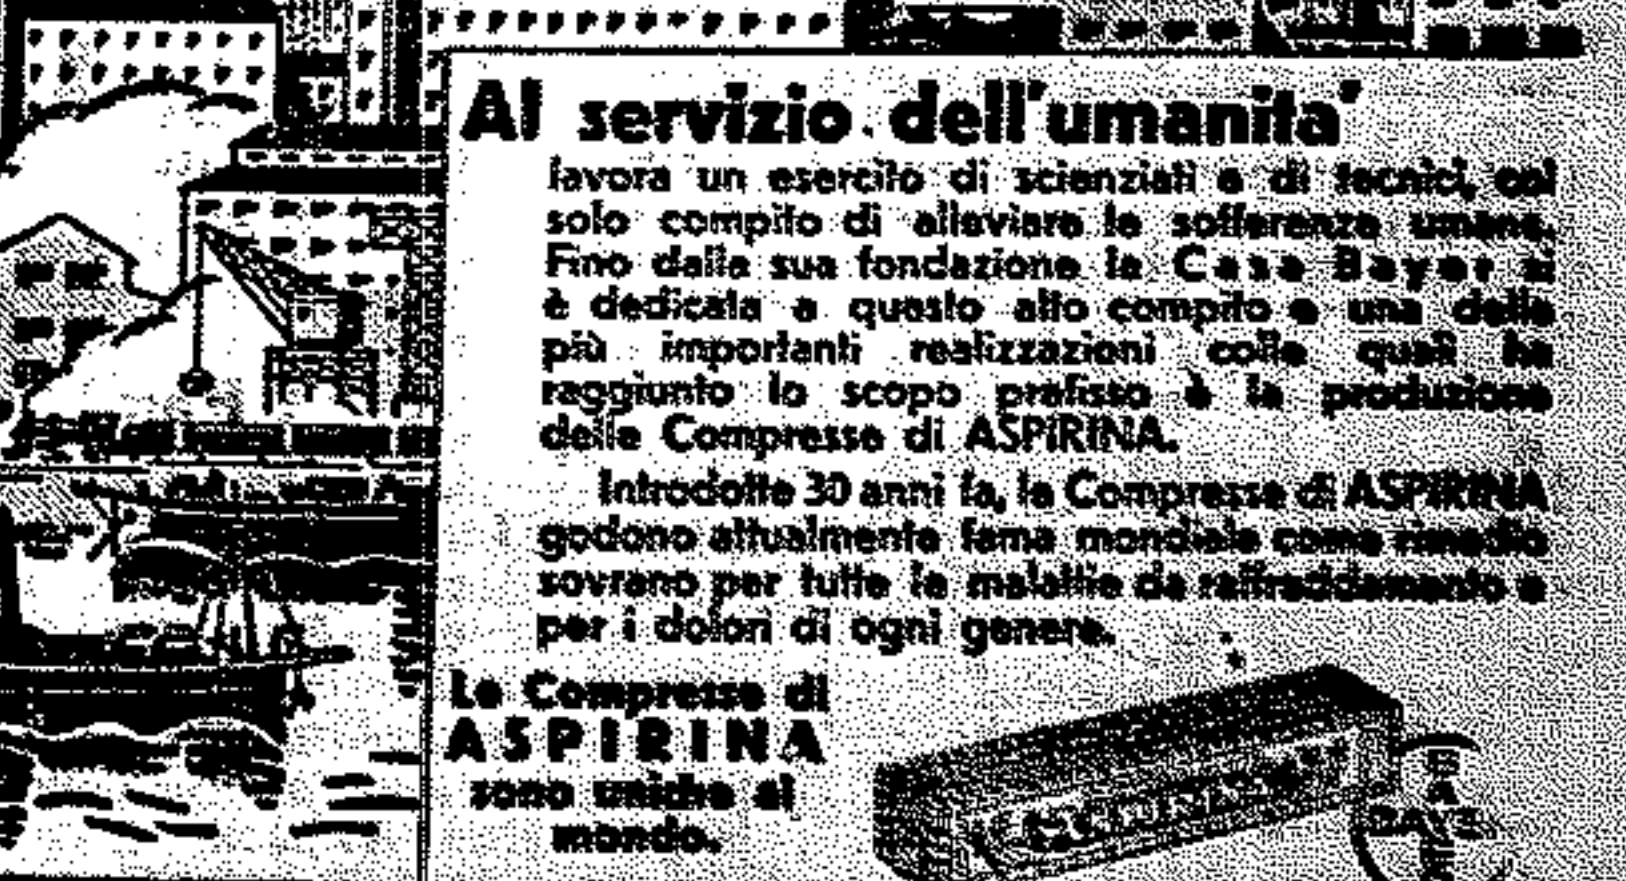 Al servizio dell'umanità
lavora un esercito di scienziati e di tecnici, col
solo compito di alleviare le sofferenze umane.
Fino dalla sua fondazione la Casa Bayer si
è dedicata a questo alto compito e una delle
più importanti realizzazioni colle quali ha
raggiunto lo scopo prefisso è la produzione
delle Compresse di ASPIRINA.
Introdotte 30 anni fa, le Compresse di ASPIRINA
godono attualmente fama mondiale come rimedio
sovrano per tutte le malattie da raffreddamento e
per i dolori di ogni genere.
Le Compresse di
ASPIRINA
sono uniche al
mondo.
BAYER